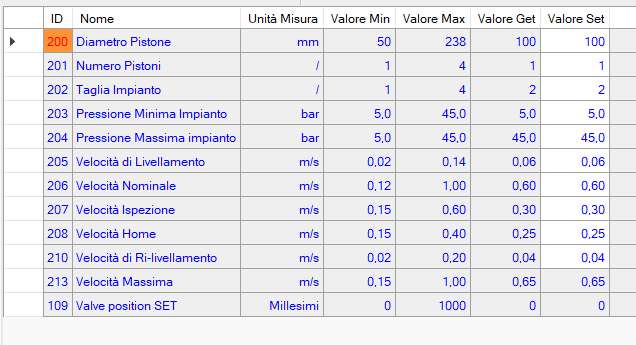 ID Nome Unità Misura Valore Min Valore Max Valore Get Valore Set
200 Diametro Pistone mm 50 238 100 100
201 Numero Pistoni / 1 4 1 1
202 Taglia Impianto / 1 4 2 2
203 Pressione Minima Impianto bar 5,0 45,0 5,0 5,0
204 Pressione Massima impianto bar 5,0 45,0 45,0 45,0
205 Velocità di Livellamento m/s 0,02 0,14 0,06 0,06
206 Velocità Nominale m/s 0,12 1,00 0,60 0,60
207 Velocità Ispezione m/s 0,15 0,60 0,30 0,30
208 Velocità Home m/s 0,15 0,40 0,25 0,25
210 Velocità di Ri-livellamento m/s 0,02 0,20 0,04 0,04
213 Velocità Massima m/s 0,15 1,00 0,65 0,65
109 Valve position SET Millesimi 0 1000 0 0